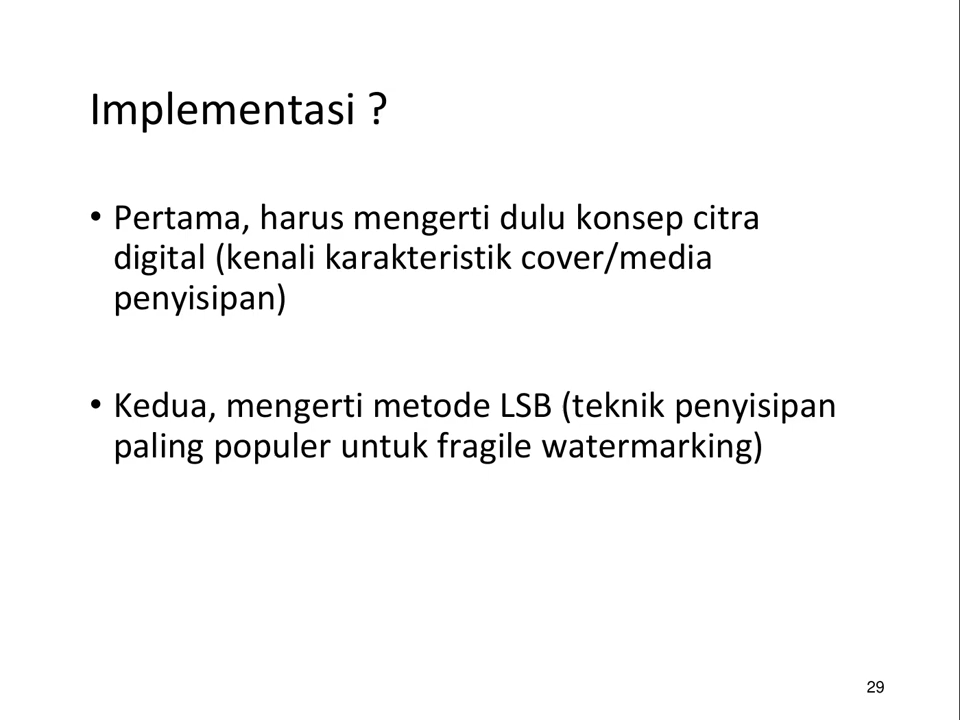 Implementasi ?
• Pertama, harus mengerti dulu konsep citra
digital (kenali karakteristik cover/media
penyisipan)
• Kedua, mengerti metode LSB (teknik penyisipan
paling populer untuk fragile watermarking)
29